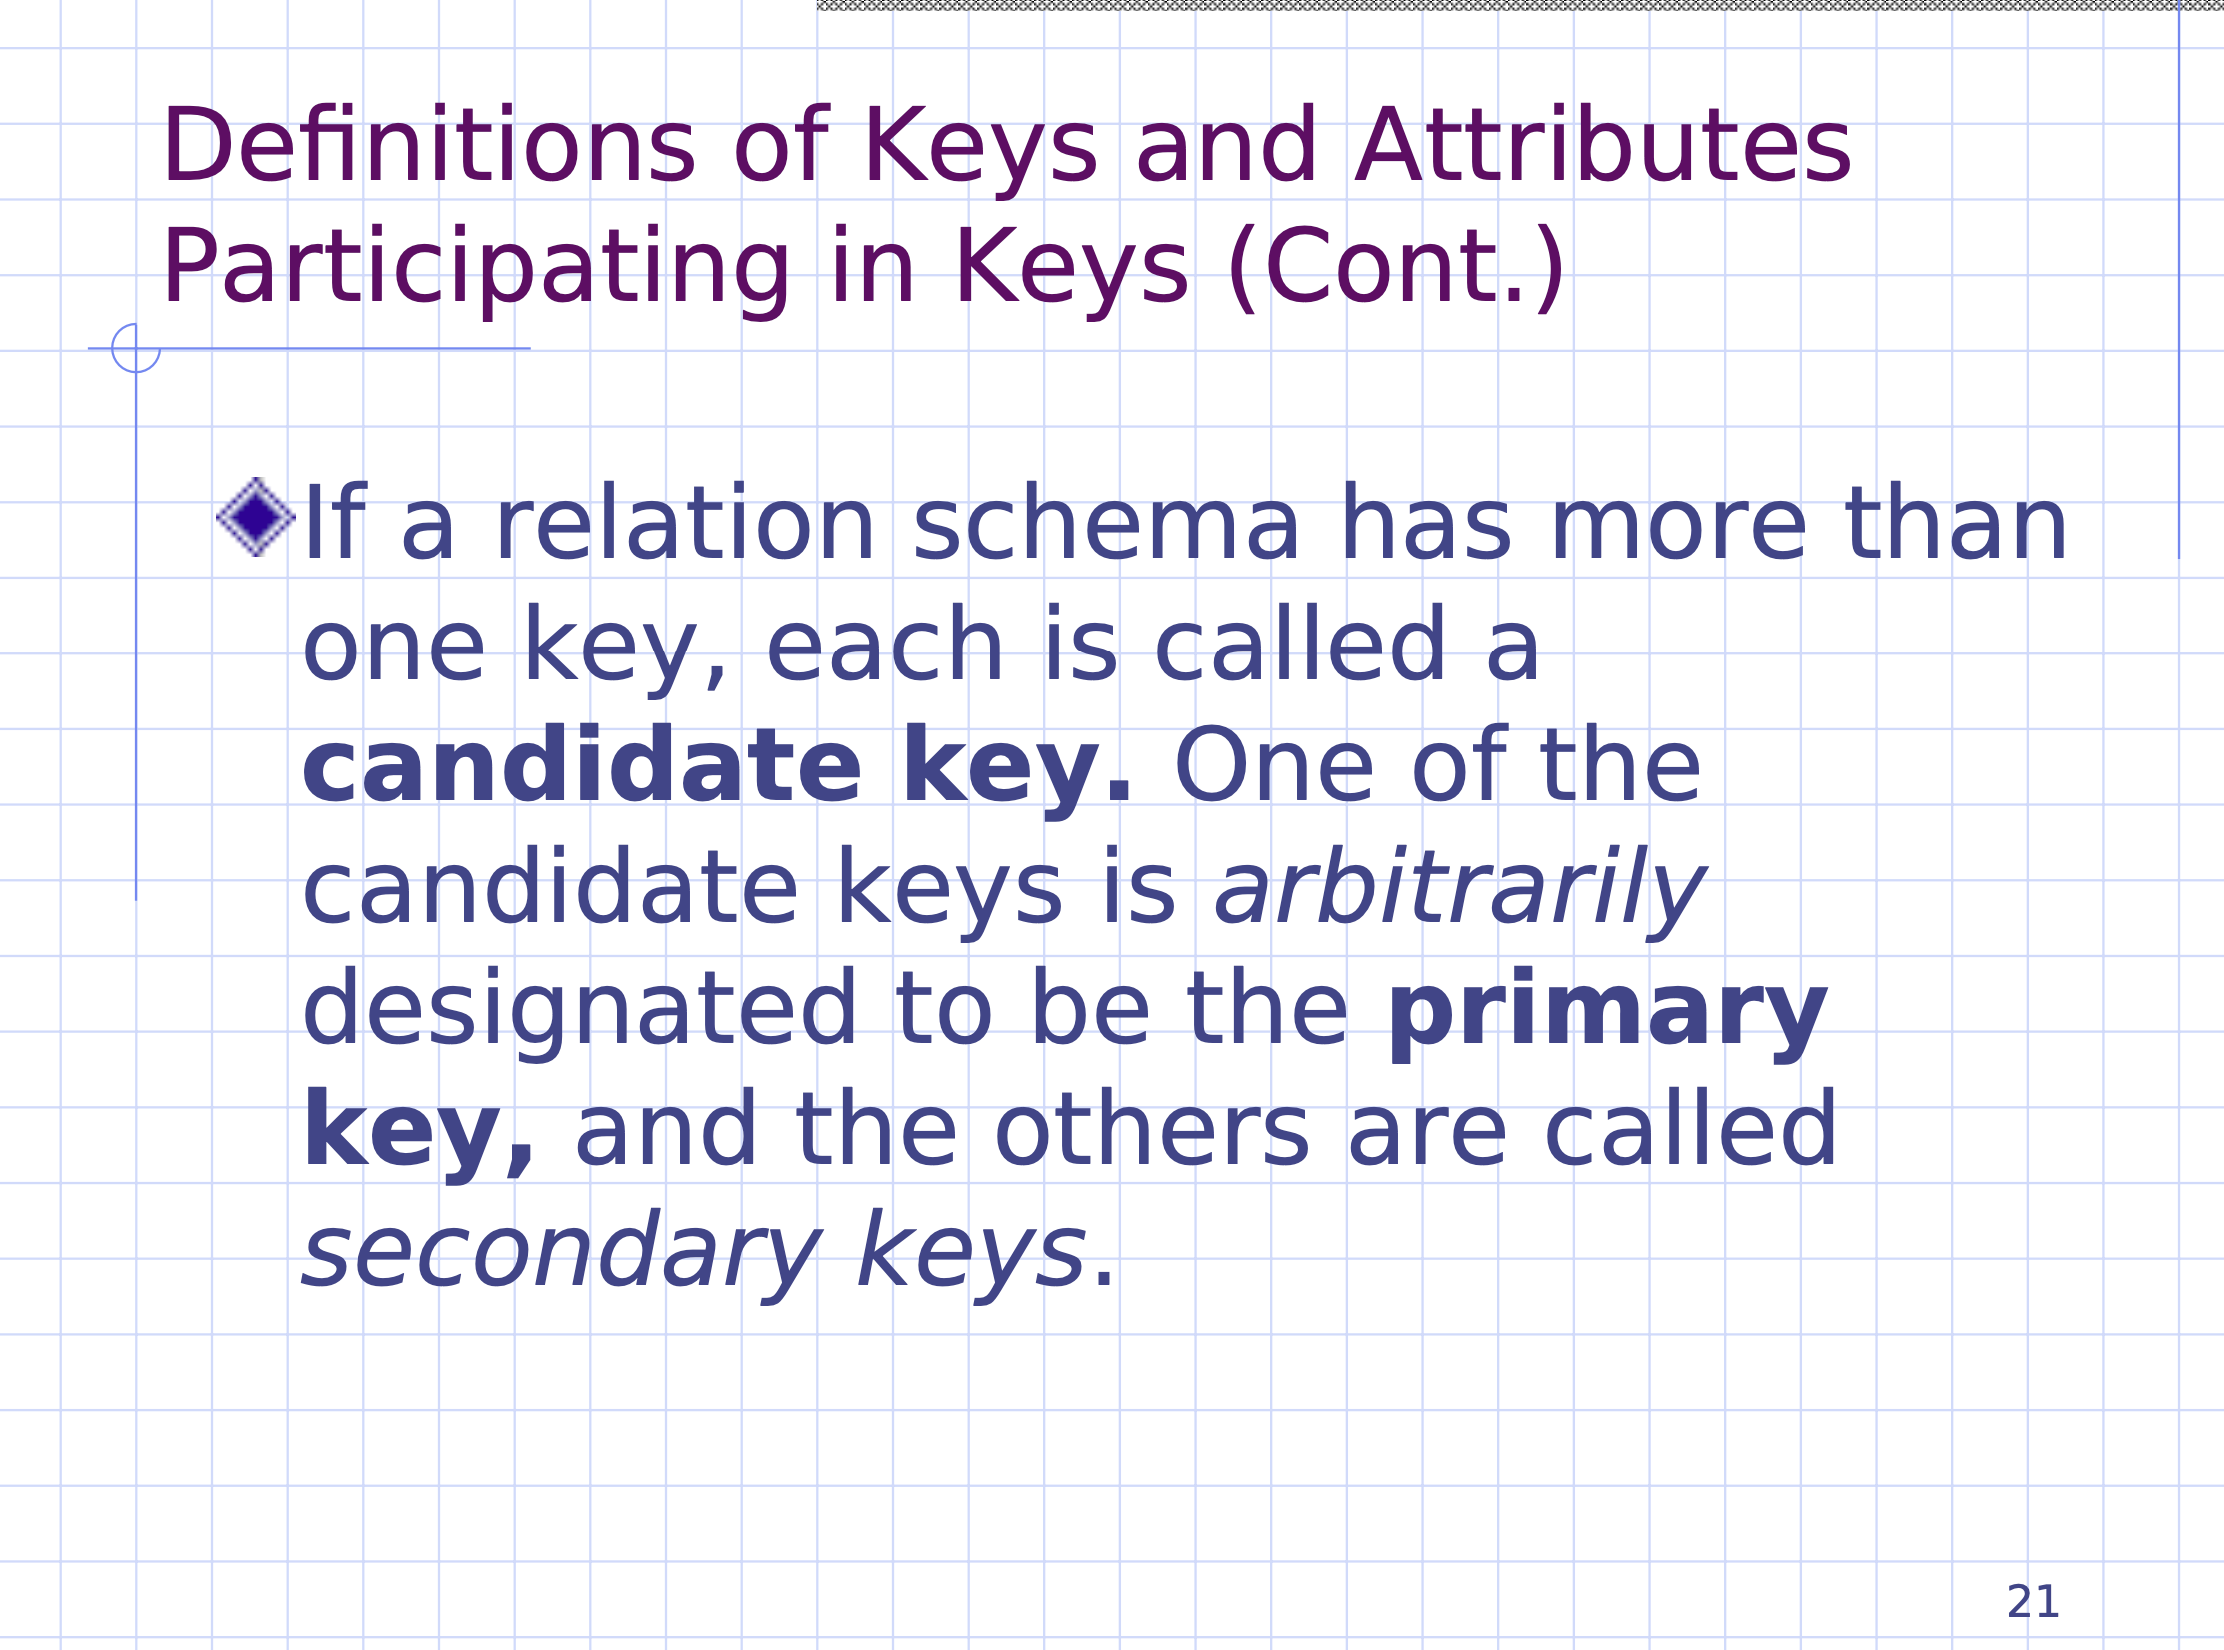 Definitions of Keys and Attributes
Participating in Keys (Cont.)
If a relation schema has more than
one key, each is called a
candidate key. One of the
candidate keys is arbitrarily
designated to be the primary
key, and the others are called
secondary keys.
21